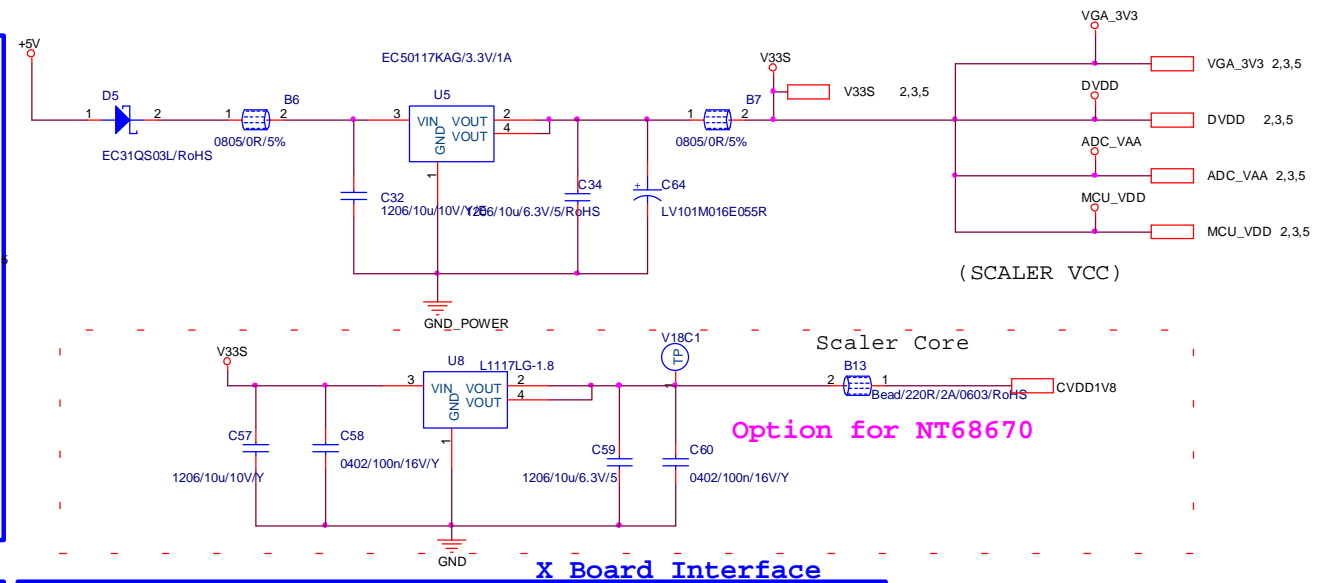 +5V
EC50117KAG/3.3V/1A
VGA_3V3
VGA_3V3 2,3,5
V33S
V33S 2,3,5
D5
1 2
EC31QS03L/RoHS
B6
1 2
0805/0R/5%
U5
3 VIN VOUT 2
VOUT 4
GND
1
B7
1 2
0805/0R/5%
DVDD
DVDD 2,3,5
ADC_VAA
ADC_VAA 2,3,5
MCU_VDD
MCU_VDD 2,3,5
C32
1206/10u/10V/Y/E
C34
1206/10u/6.3V/5/RoHS
+
C64
LV101M016E055R
(SCALER VCC)
GND_POWER
V33S
U8
L1117LG-1.8
3 VIN VOUT 2
VOUT 4
GND
1
V18C1
TP
1
Scaler Core
B13
2 1
Bead/220R/2A/0603/RoHS
CVDD1V8
Option for NT68670
C57
1206/10u/10V/Y
C58
0402/100n/16V/Y
C59
1206/10u/6.3V/5
C60
0402/100n/16V/Y
GND
X Board Interface